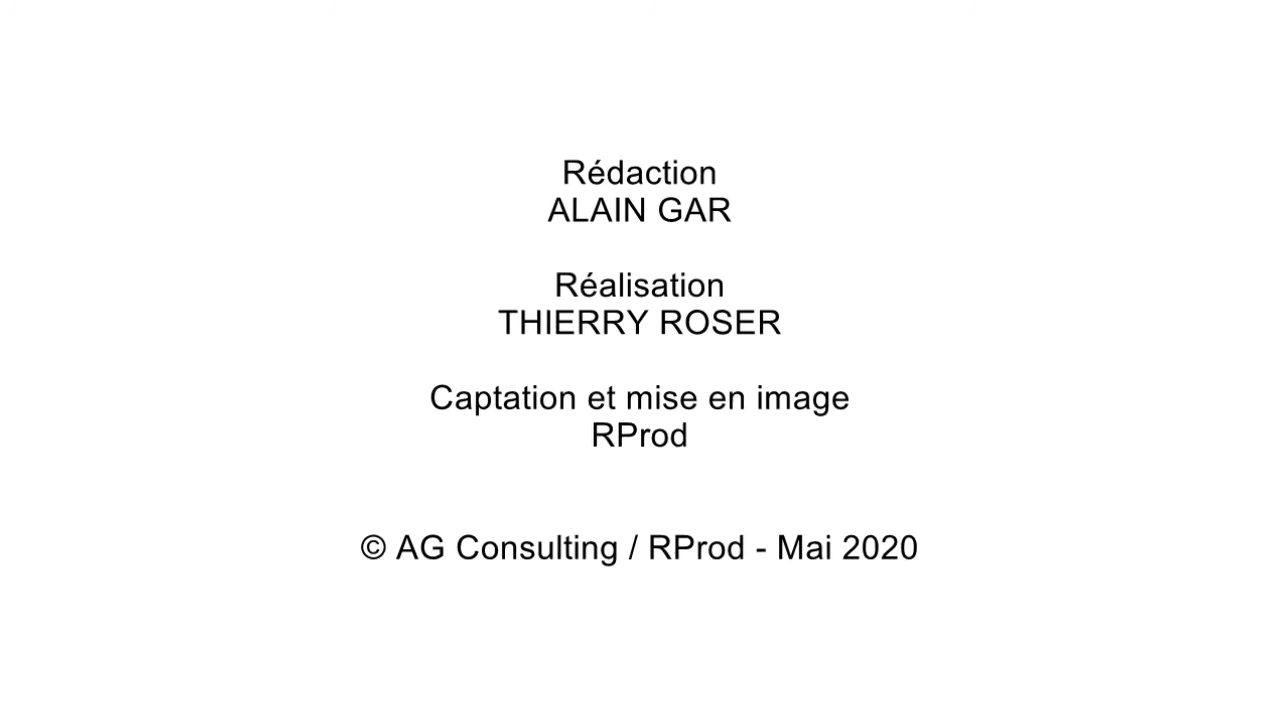 Rédaction
ALAIN GAR
Réalisation
THIERRY ROSER
Captation et mise en image
RProd
© AG Consulting / RProd - Mai 2020